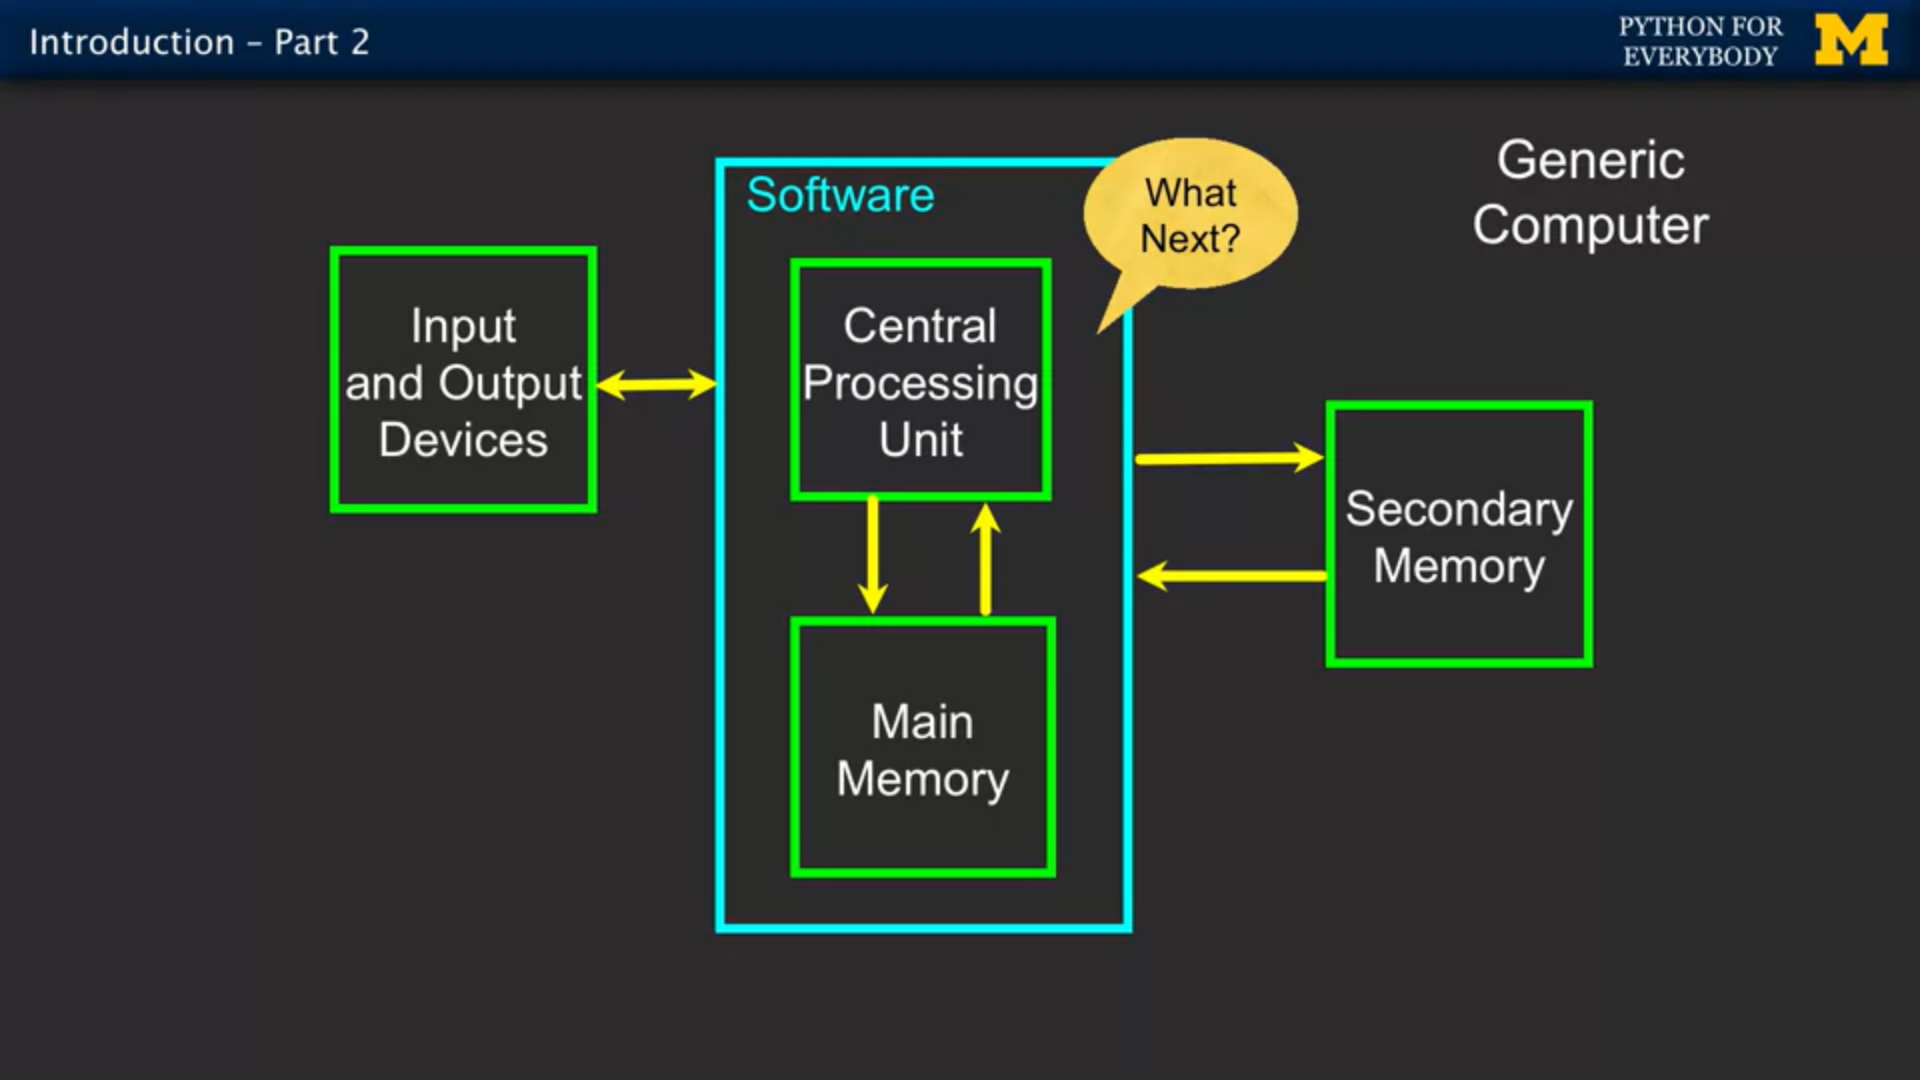 Introduction – Part 2
PYTHON FOR
EVERYBODY
M
Generic
Computer
Software
What
Next?
Input
and Output
Devices
Central
Processing
Unit
Secondary
Memory
Main
Memory